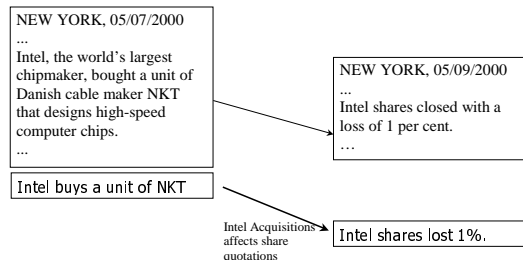 NEW YORK, 05/07/2000
...
Intel, the world's largest
chipmaker, bought a unit of
Danish cable maker NKT
that designs high-speed
computer chips.
...
Intel buys a unit of NKT
NEW YORK, 05/09/2000
...
Intel shares closed with a
loss of 1 per cent.
…
Intel Acquisitions
affects share
quotations
Intel shares lost 1%.